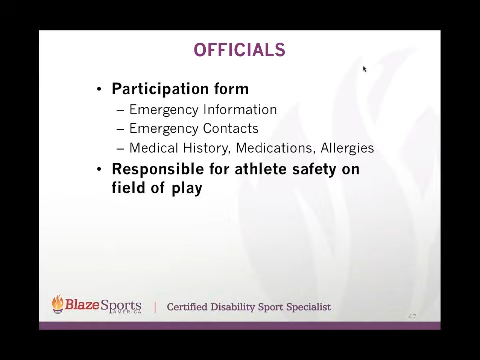 OFFICIALS
• Participation form
– Emergency Information
– Emergency Contacts
– Medical History, Medications, Allergies
• Responsible for athlete safety on
field of play
BlazeSports
AMERICA
Certified Disability Sport Specialist